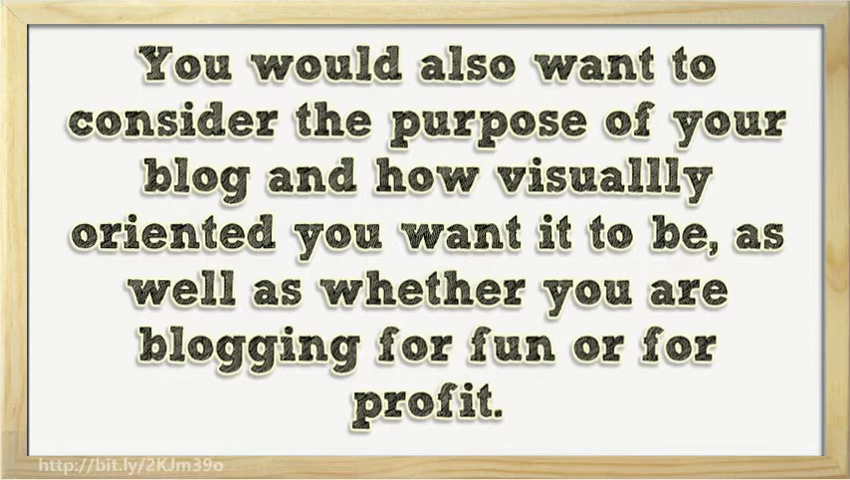 You would also want to
consider the purpose of your
blog and how visuallly
oriented you want it to be, as
well as whether you are
blogging for fun or for
profit.
http://bit.ly/2KJm39o